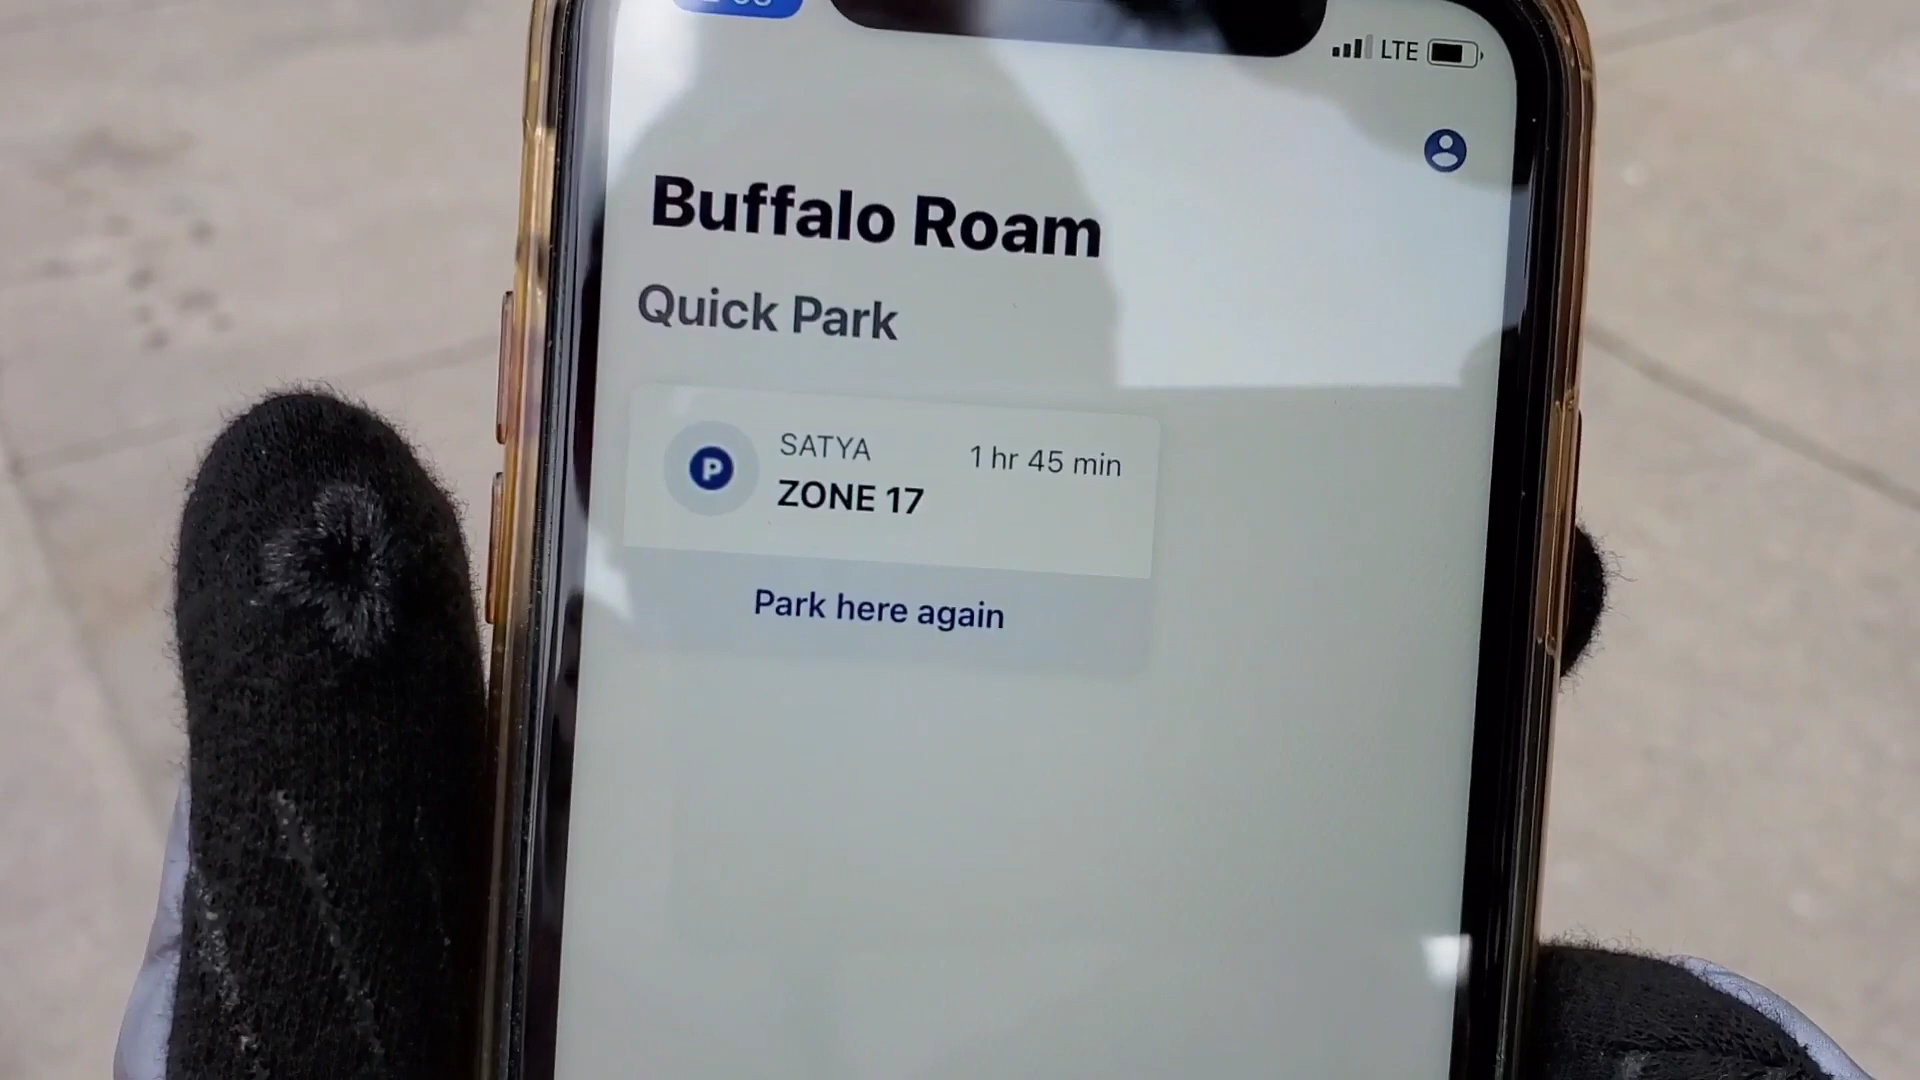 LTE
Buffalo Roam
Quick Park
P
SATYA
1 hr 45 min
ZONE 17
Park here again